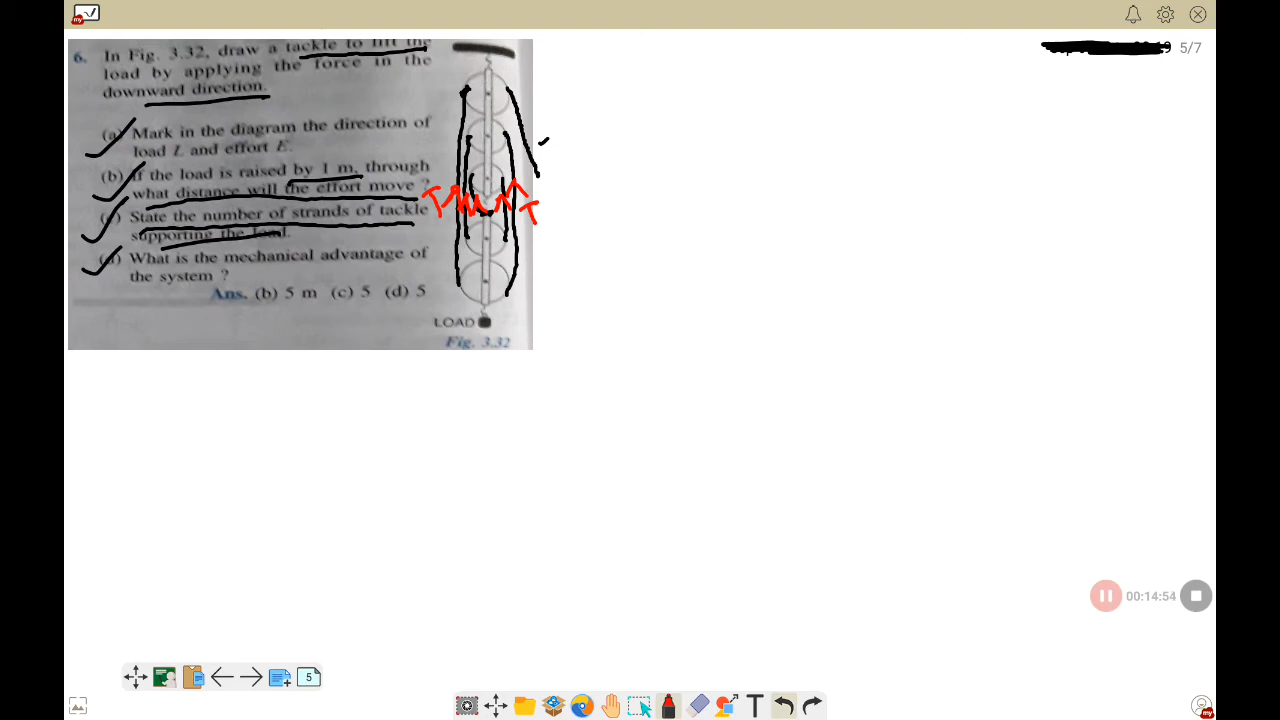 5/7
6. In Fig. 3.32, draw a tackle to lift the
load by applying the force in the
downward direction.
(a) Mark in the diagram the direction of
load L and effort E.
(b) If the load is raised by 1 m, through
what distance will the effort move ?
(c) State the number of strands of tackle
supporting the load.
(d) What is the mechanical advantage of
the system ?
Ans. (b) 5 m (c) 5 (d) 5
T
T
LOAD
Fig. 3.32
00:14:54
5
T